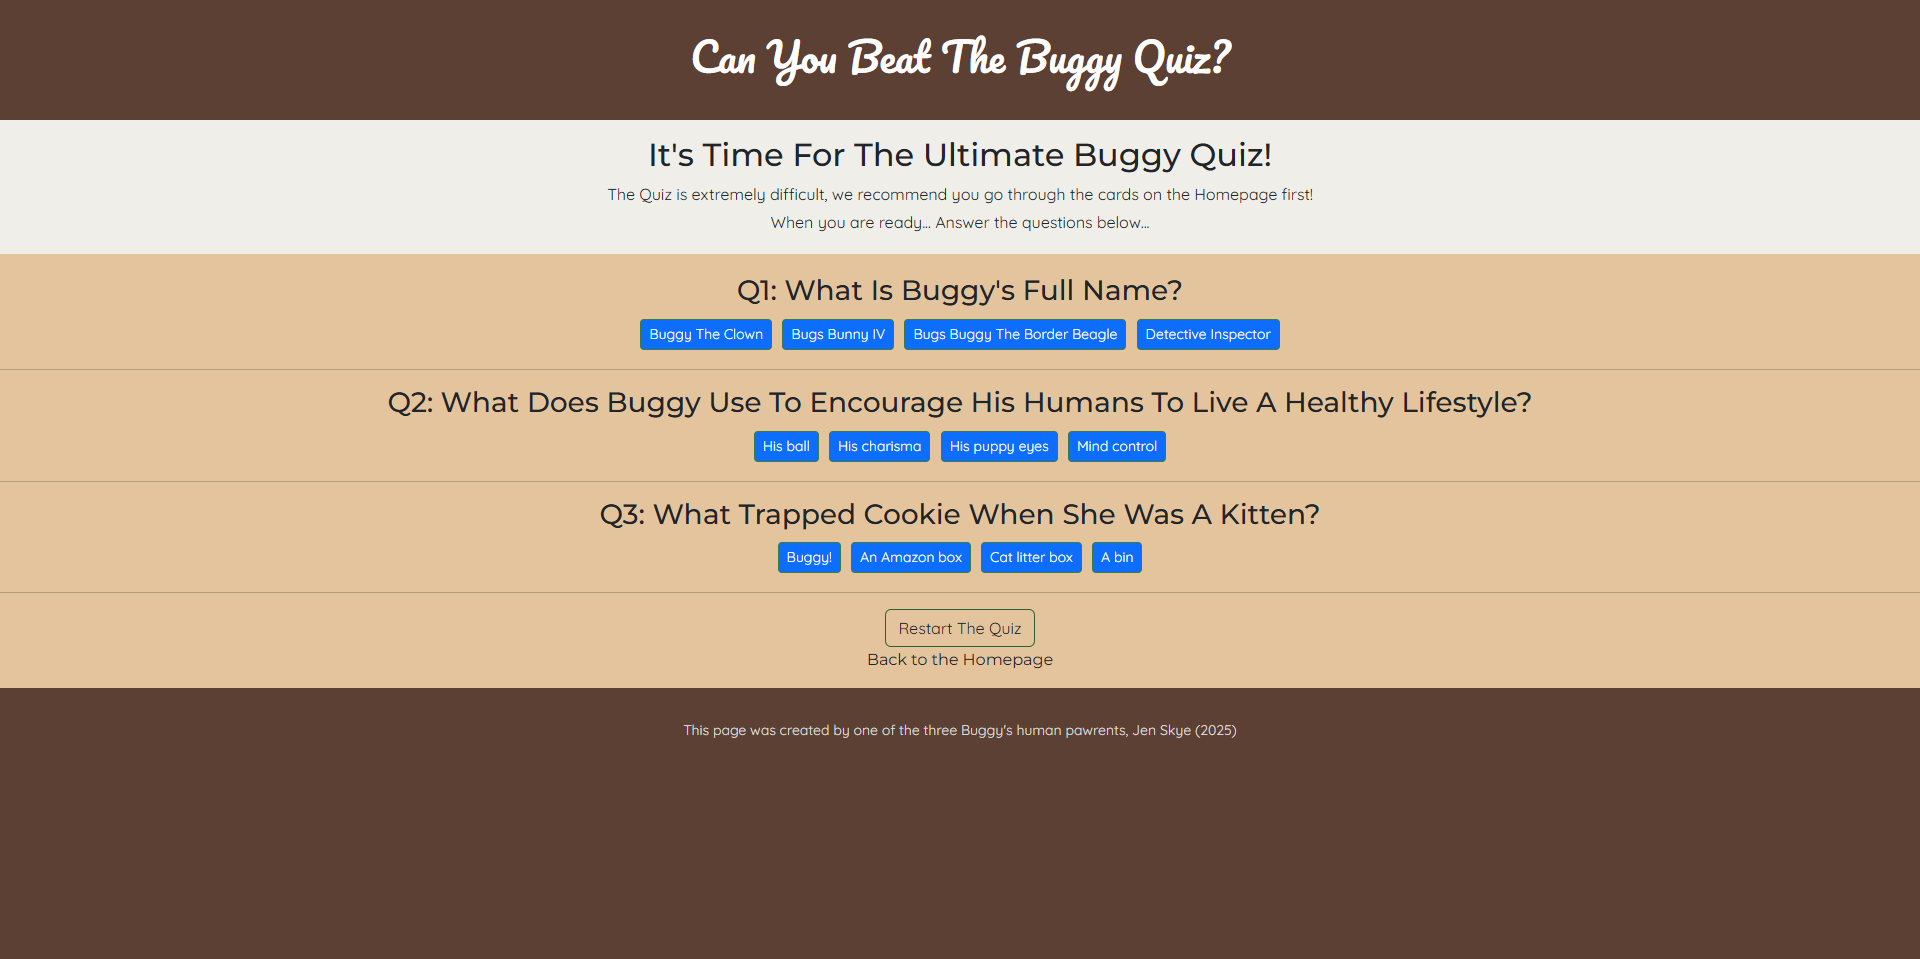 Can You Beat The Buggy Quiz?
It's Time For The Ultimate Buggy Quiz!
The Quiz is extremely difficult, we recommend you go through the cards on the Homepage first!
When you are ready... Answer the questions below...
Q1: What Is Buggy's Full Name?
Buggy The Clown Bugs Bunny IV Bugs Buggy The Border Beagle Detective Inspector
Q2: What Does Buggy Use To Encourage His Humans To Live A Healthy Lifestyle?
His ball His charisma His puppy eyes Mind control
Q3: What Trapped Cookie When She Was A Kitten?
Buggy! An Amazon box Cat litter box A bin
Restart The Quiz
Back to the Homepage
This page was created by one of the three Buggy's human pawrents, Jen Skye (2025)